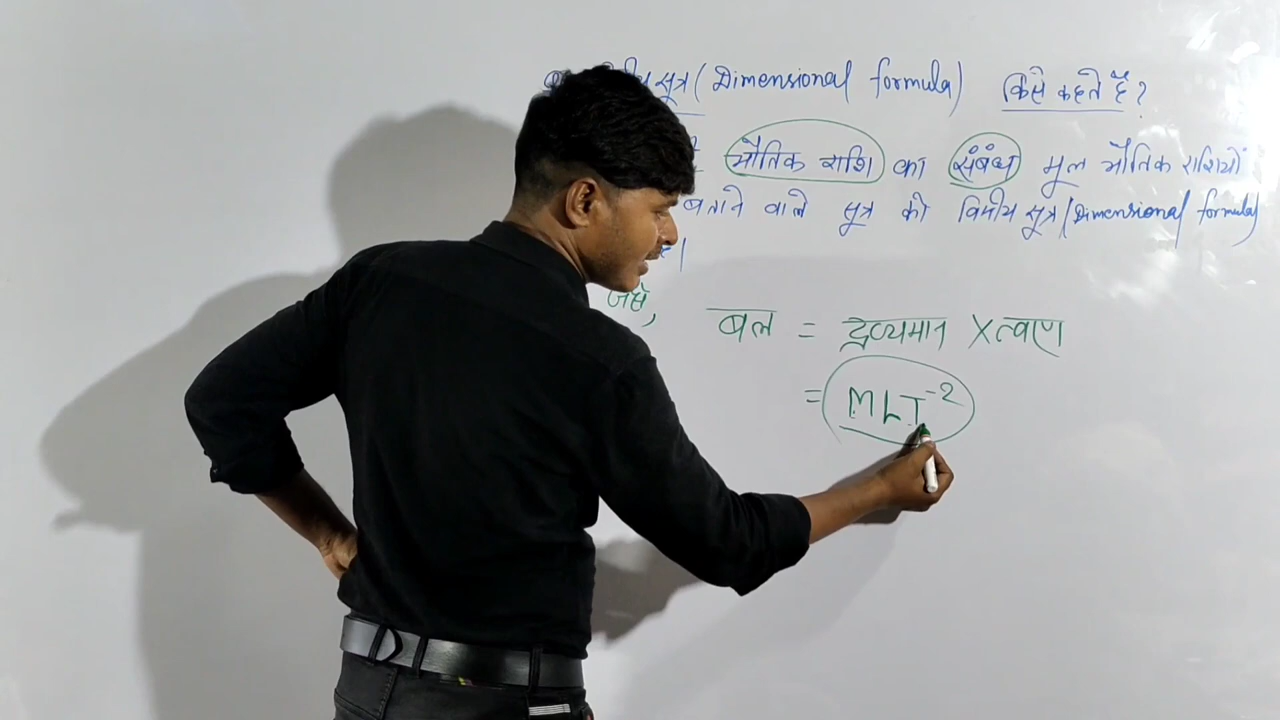 सूत्र (Dimensional formula) किसे कहते हैं?
भौतिक राशि का संबंध मूल भौतिक राशियों
बताने वाले सूत्र को विमीय सूत्र (Dimensional formula)
जैसे,
बल = द्रव्यमान X त्वरण
= MLT⁻²